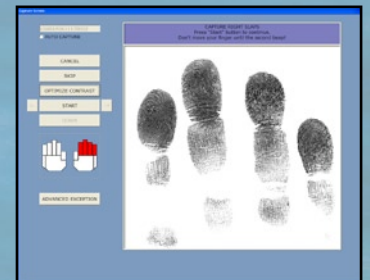 CAPTURE RIGHT SLAPS
Press "Start" button to continue.
Don't move your finger until the second beep!
AUTO CAPTURE
CANCEL
SKIP
OPTIMIZE CONTRAST
START
ADVANCED EXCEPTION